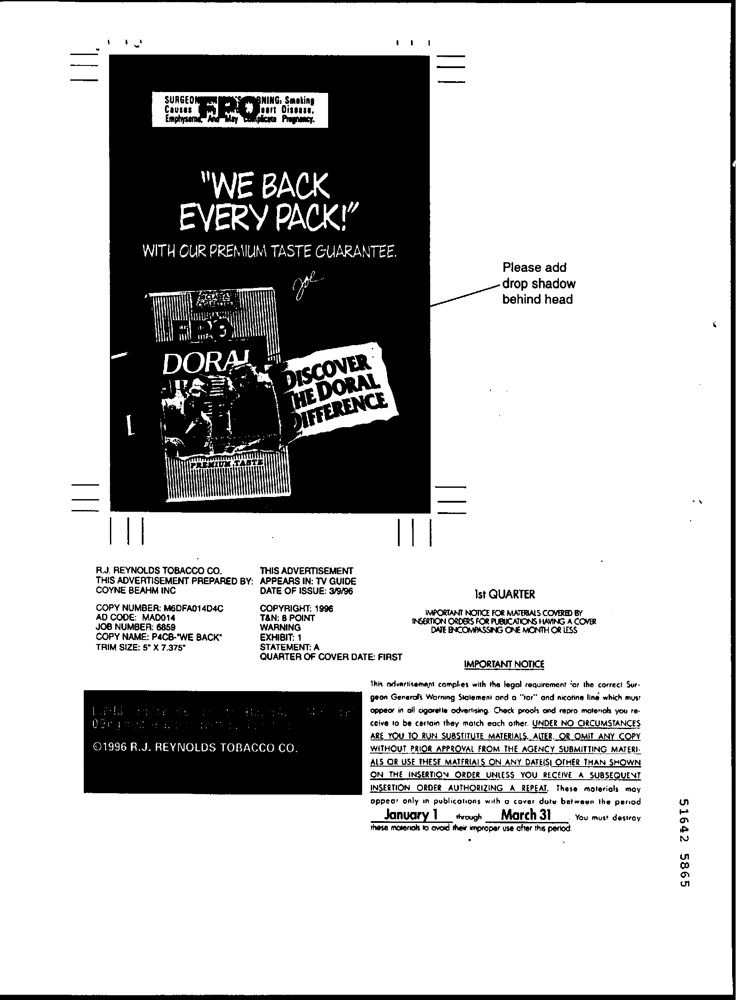 SURGEON GENERAL'S WARNING: Smoking
Causes Heart Disease,
Emphysema, And May Complicate Pregnancy.
FPO
"WE BACK
EVERY PACK!"
WITH OUR PREMIUM TASTE GUARANTEE.
Joe
Please add
drop shadow
behind head
FPO
DORAL
DISCOVER
THE DORAL
DIFFERENCE
PREMIUM TASTE
R.J. REYNOLDS TOBACCO CO.
THIS ADVERTISEMENT PREPARED BY:
COYNE BEAHM INC
COPY NUMBER: M6DFA014D4C
AD CODE: MAD014
JOB NUMBER: 6859
COPY NAME: P4CB-"WE BACK"
TRIM SIZE: 5" X 7.375"
THIS ADVERTISEMENT
APPEARS IN: TV GUIDE
DATE OF ISSUE: 3/9/96
COPYRIGHT: 1996
T&N: 8 POINT
WARNING
EXHIBIT: 1
STATEMENT: A
QUARTER OF COVER DATE: FIRST
1st QUARTER
IMPORTANT NOTICE FOR MATERIALS COVERED BY
INSERTION ORDERS FOR PUBLICATIONS HAVING A COVER
DATE ENCOMPASSING ONE MONTH OR LESS
IMPORTANT NOTICE
This advertisement complies with the legal requirement for the correct Sur-
geon General's Warning Statement and a "tar" and nicotine line which must
appear in all cigarette advertising. Check proofs and repro materials you re-
ceive to be certain they match each other. UNDER NO CIRCUMSTANCES
ARE YOU TO RUN SUBSTITUTE MATERIALS, ALTER, OR OMIT ANY COPY
WITHOUT PRIOR APPROVAL FROM THE AGENCY SUBMITTING MATERI-
ALS OR USE THESE MATERIALS ON ANY DATE(S) OTHER THAN SHOWN
ON THE INSERTION ORDER UNLESS YOU RECEIVE A SUBSEQUENT
INSERTION ORDER AUTHORIZING A REPEAT. These materials may
appear only in publications with a cover date between the period
January 1 through March 31. You must destroy
these materials to avoid their improper use after this period.
©1996 R.J. REYNOLDS TOBACCO CO.
51642 5865